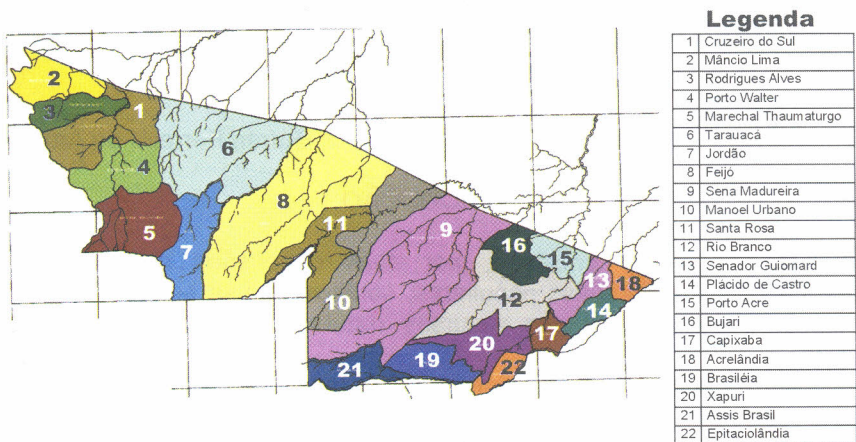 Legenda
1 Cruzeiro do Sul
2 Mâncio Lima
3 Rodrigues Alves
4 Porto Walter
5 Marechal Thaumaturgo
6 Tarauacá
7 Jordão
8 Feijó
9 Sena Madureira
10 Manoel Urbano
11 Santa Rosa
12 Rio Branco
13 Senador Guiomard
14 Plácido de Castro
15 Porto Acre
16 Bujari
17 Capixaba
18 Acrelândia
19 Brasiléia
20 Xapuri
21 Assis Brasil
22 Epitaciolândia
2
3
1
4
6
5
7
8
11
9
10
16
15
13
18
12
14
17
20
19
21
22